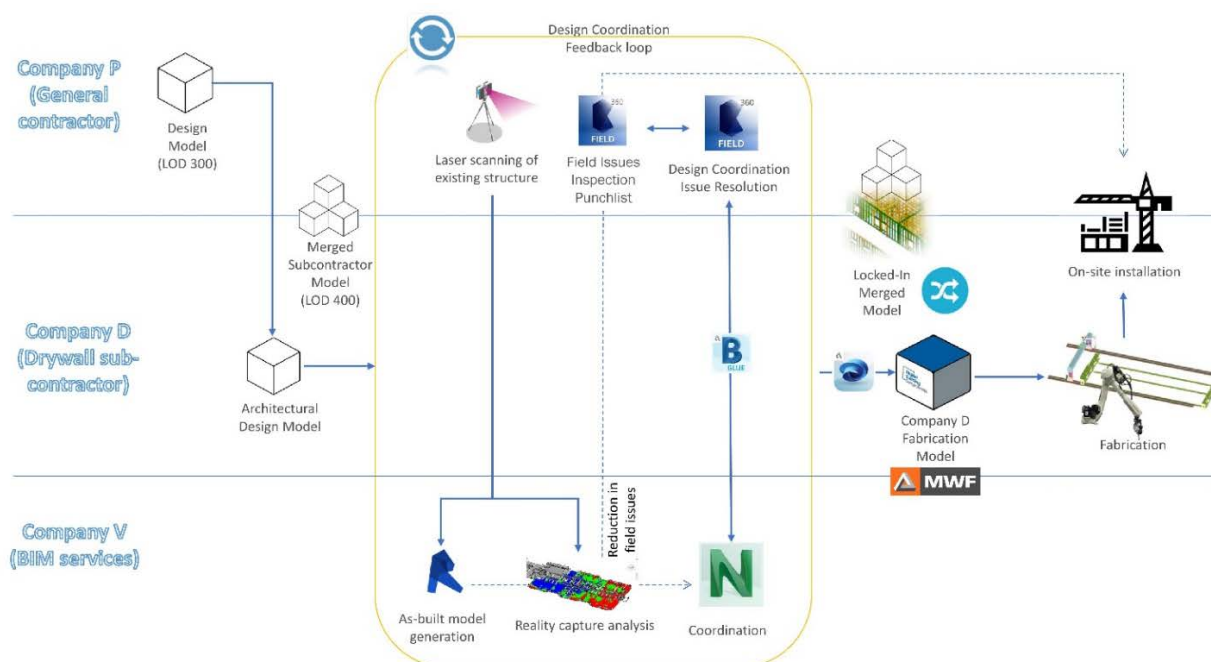 Design Coordination
Feedback loop
Company P
(General
contractor)
Design
Model
(LOD 300)
Laser scanning of
existing structure
360
FIELD
Field Issues
Inspection
Punchlist
360
FIELD
Design Coordination
Issue Resolution
Merged
Subcontractor
Model
(LOD 400)
Locked-In
Merged
Model
On-site installation
Company D
(Drywall sub-
contractor)
Architectural
Design Model
B
GLUE
Company D
Fabrication
Model
MWF
Fabrication
Company V
(BIM services)
Reduction in
field issues
As-built model
generation
Reality capture analysis
N
Coordination